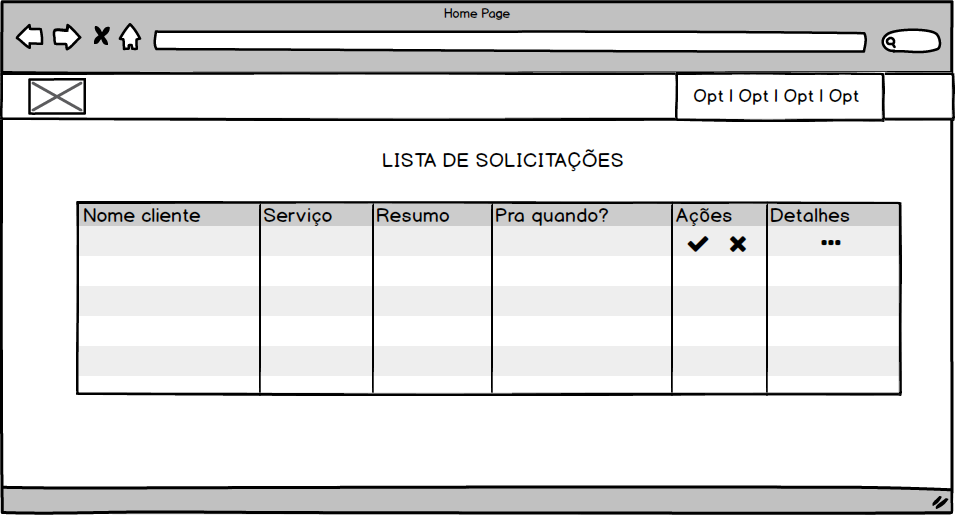 Home Page
Opt | Opt | Opt | Opt
LISTA DE SOLICITAÇÕES
Nome cliente Serviço Resumo Pra quando? Ações Detalhes